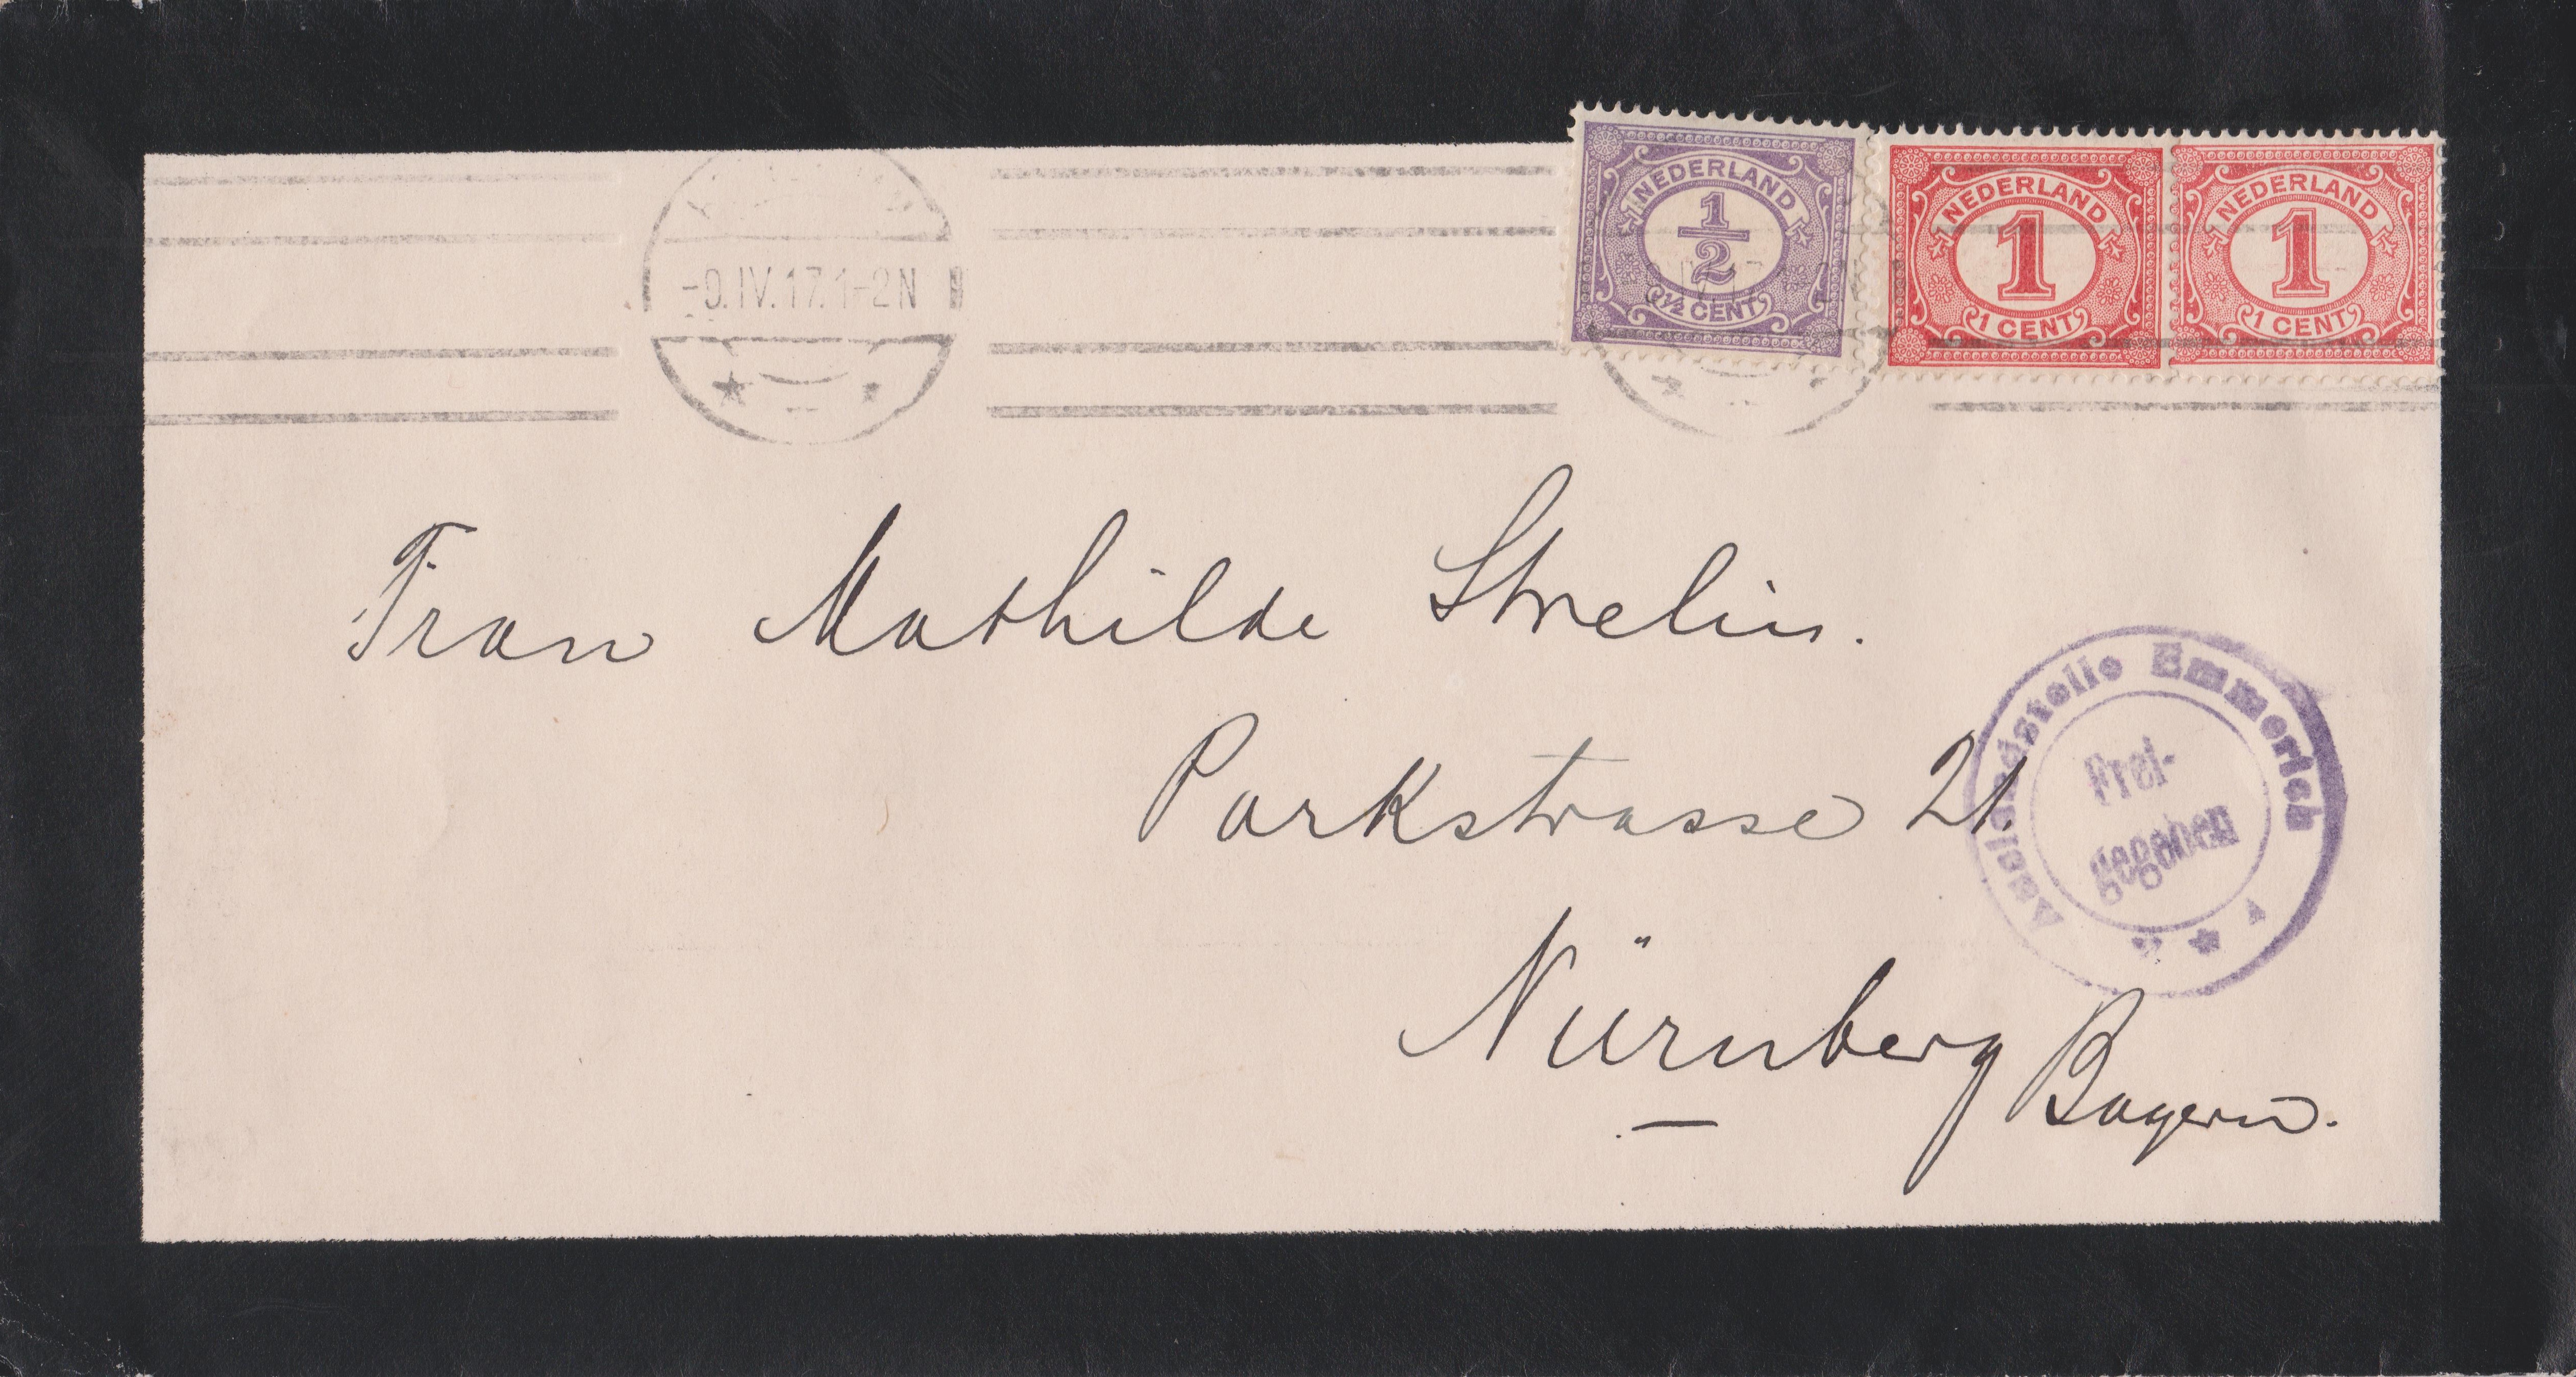 NEDERLAND
1/2
1/2 CENT
NEDERLAND
1
1 CENT
NEDERLAND
1
1 CENT
-9.IV.17.1-2N
Frau Mathilde Strelin.
Parkstrasse 21.
Auslandstelle Emmerich
Frei-
gegeben
Nürnberg
Bayern.